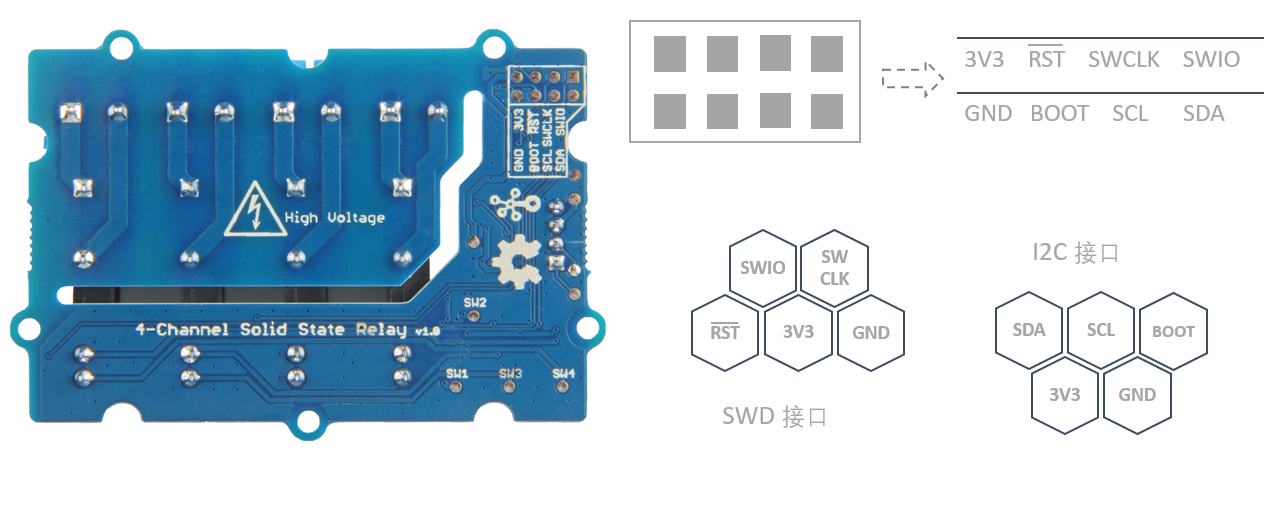 3V3 RST SWCLK SWIO
GND BOOT SCL SDA
GND 3V3
BOOT RST
SCL SWCLK
SDA SWIO
High Voltage
SW2
4-Channel Solid State Relay v1.0
SW1 SW3 SW4
SWIO
SW
CLK
RST
3V3
GND
SWD 接口
I2C 接口
SDA
SCL
BOOT
3V3
GND